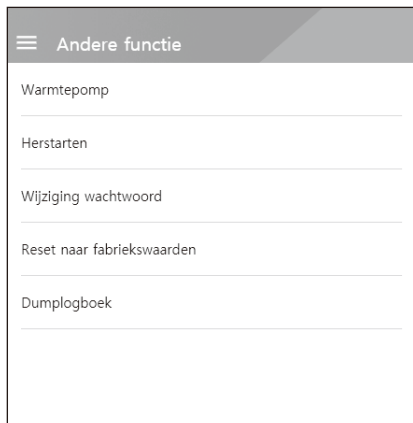 Andere functie
Warmtepomp
Herstarten
Wijziging wachtwoord
Reset naar fabriekswaarden
Dumplogboek